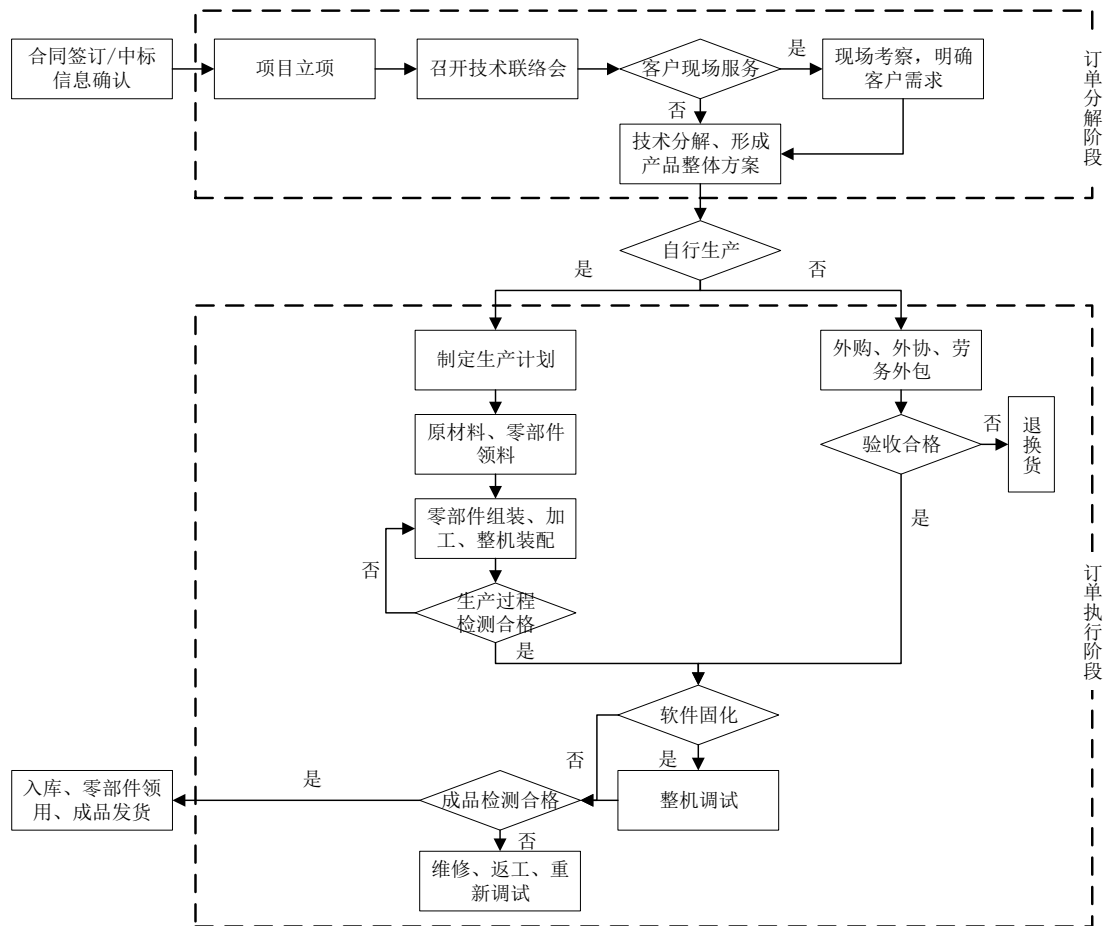 合同签订/中标
信息确认
项目立项
召开技术联络会
客户现场服务
是
现场考察，明确
客户需求
否
技术分解、形成
产品整体方案
订单分解阶段
自行生产
是
否
制定生产计划
外购、外协、劳
务外包
原材料、零部件
领料
验收合格
否
退换货
零部件组装、加
工、整机装配
是
否
生产过程
检测合格
是
订单执行阶段
软件固化
否
是
整机调试
成品检测合格
是
入库、零部件领
用、成品发货
否
维修、返工、重
新调试